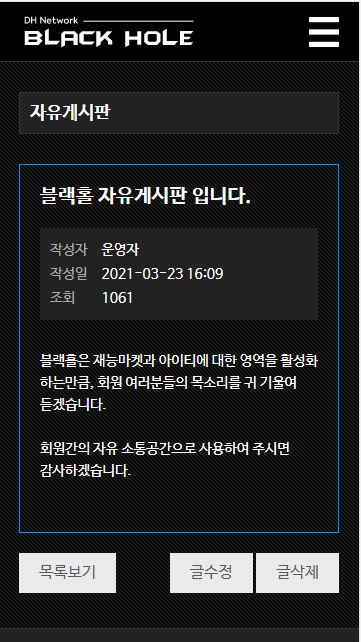 DH Network
BLACK HOLE
자유게시판
블랙홀 자유게시판 입니다.
작성자 운영자
작성일 2021-03-23 16:09
조회 1061
블랙홀은 재능마켓과 아이티에 대한 영역을 활성화
하는만큼, 회원 여러분들의 목소리를 귀 기울여
듣겠습니다.
회원간의 자유 소통공간으로 사용하여 주시면
감사하겠습니다.
목록보기 글수정 글삭제